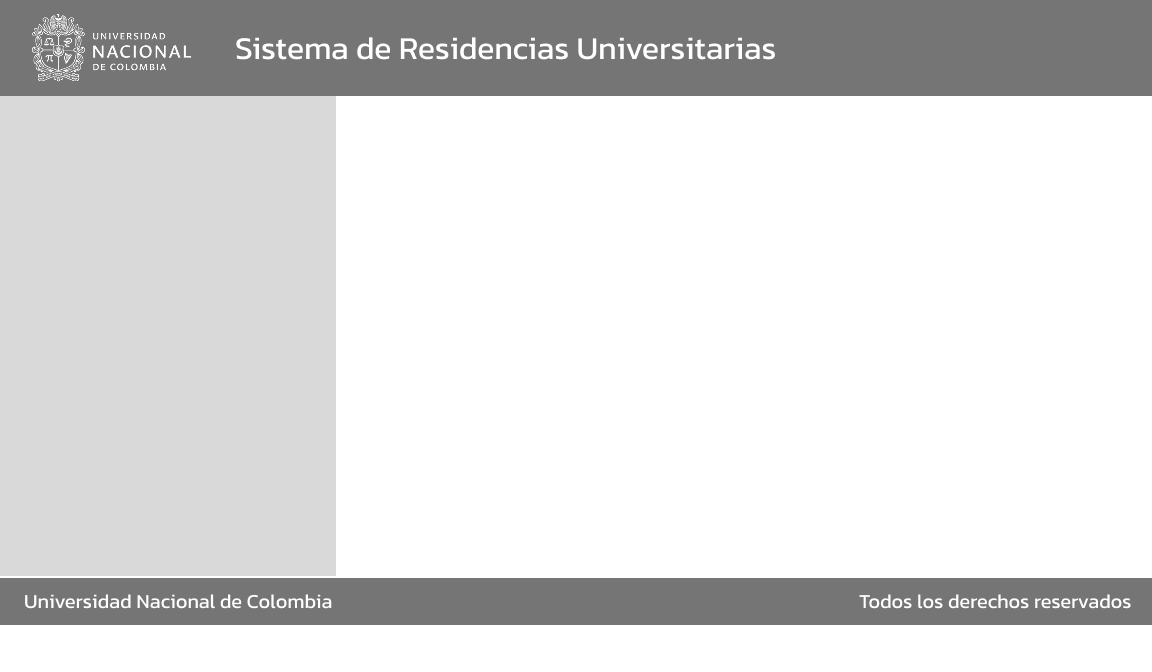 UNIVERSIDAD
NACIONAL
DE COLOMBIA
Sistema de Residencias Universitarias
Universidad Nacional de Colombia
Todos los derechos reservados